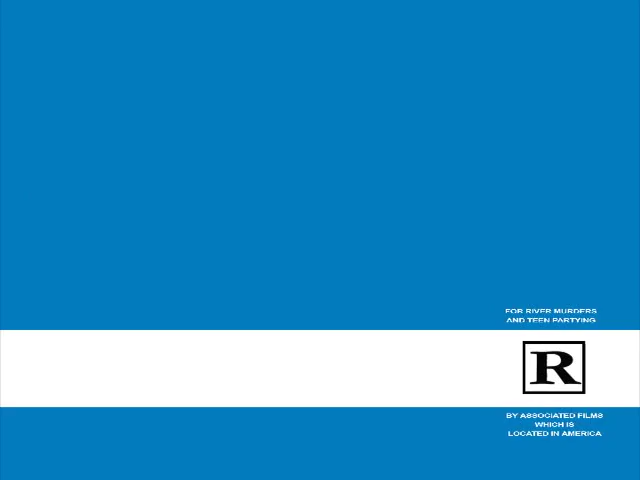 FOR RIVER MURDERS
AND TEEN PARTYING
R
BY ASSOCIATED FILMS
WHICH IS
LOCATED IN AMERICA